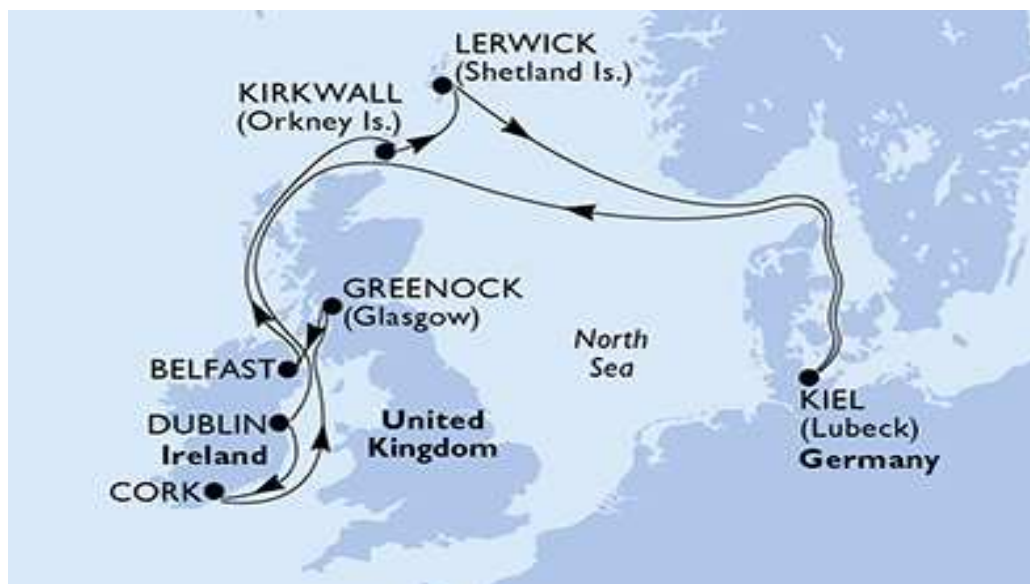 LERWICK
(Shetland Is.)
KIRKWALL
(Orkney Is.)
GREENOCK
(Glasgow)
North
Sea
BELFAST
KIEL
(Lubeck)
Germany
DUBLIN
Ireland
United
Kingdom
CORK